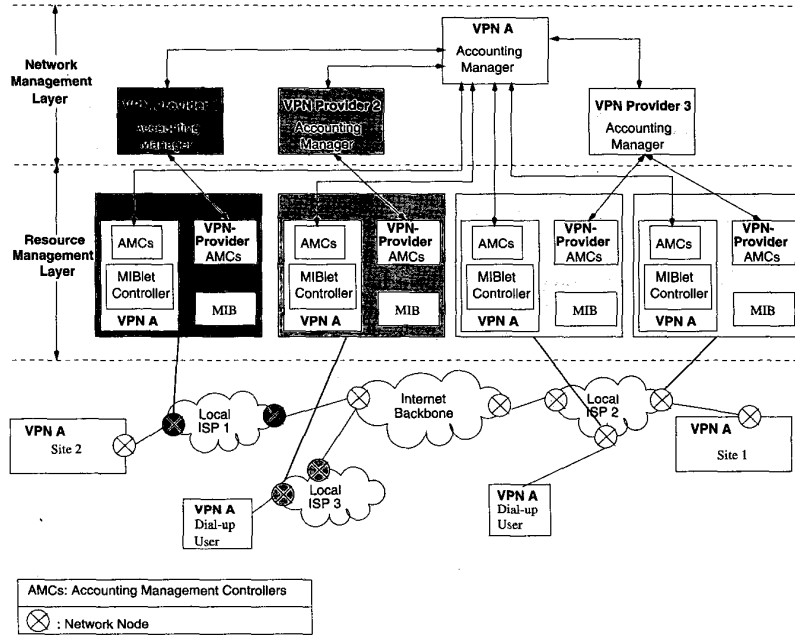 VPN A
Accounting
Manager
Network
Management
Layer
VPN Provider
Accounting
Manager
VPN Provider 2
Accounting
Manager
VPN Provider 3
Accounting
Manager
Resource
Management
Layer
AMCs
MIBlet
Controller
VPN A
VPN-
Provider
AMCs
MIB
AMCs
MIBlet
Controller
VPN A
VPN-
Provider
AMCs
MIB
AMCs
MIBlet
Controller
VPN A
VPN-
Provider
AMCs
MIB
AMCs
MIBlet
Controller
VPN A
VPN-
Provider
AMCs
MIB
VPN A
Site 2
Local
ISP 1
Internet
Backbone
Local
ISP 2
VPN A
Site 1
VPN A
Dial-up
User
Local
ISP 3
VPN A
Dial-up
User
AMCs: Accounting Management Controllers
: Network Node